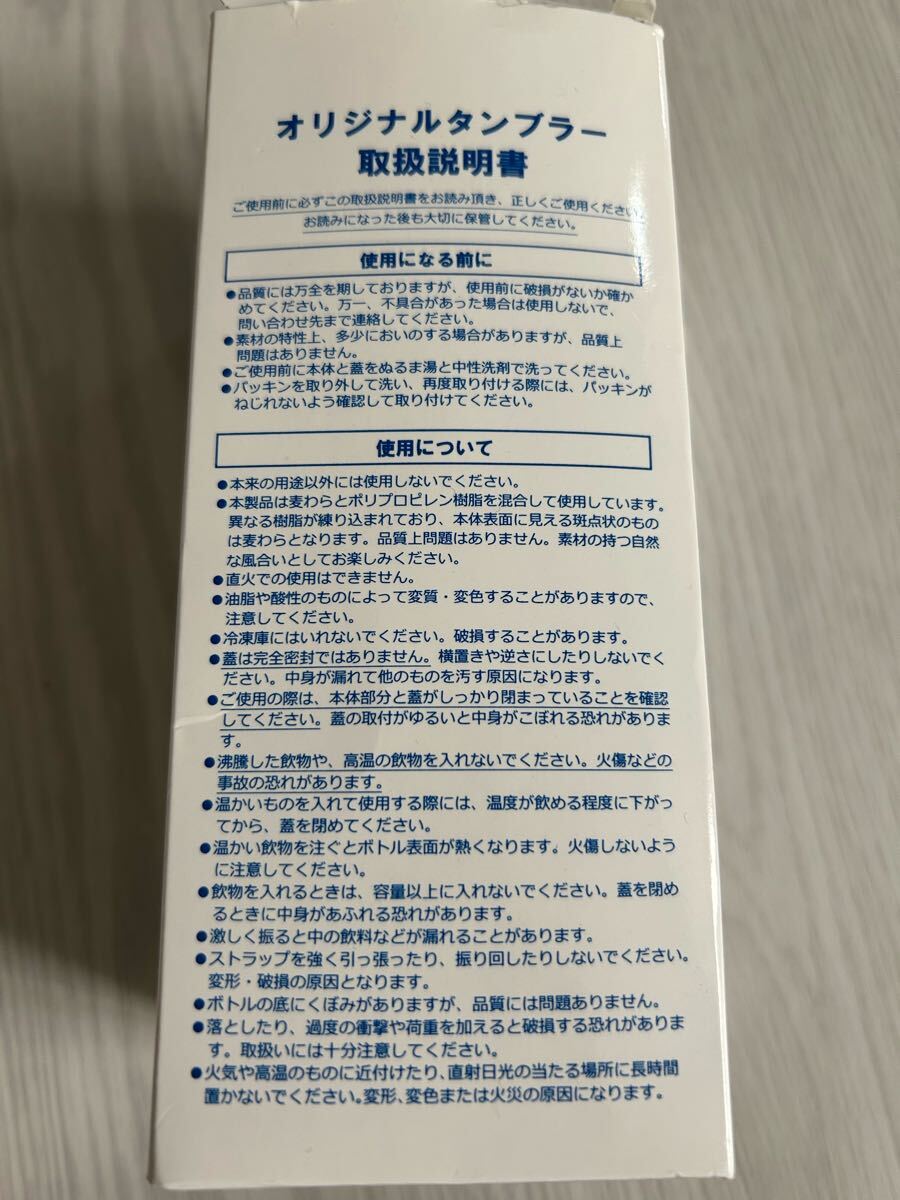 オリジナルタンブラー
取扱説明書
ご使用前に必ずこの取扱説明書をお読み頂き、正しくご使用ください。
お読みになった後も大切に保管してください。
使用になる前に
●品質には万全を期しておりますが、使用前に破損がないか確か
めてください。万一、不具合があった場合は使用しないで、
問い合わせ先まで連絡してください。
●素材の特性上、多少においのする場合がありますが、品質上
問題はありません。
●ご使用前に本体と蓋をぬるま湯と中性洗剤で洗ってください。
●パッキンを取り外して洗い、再度取り付ける際には、パッキンが
ねじれないよう確認して取り付けてください。
使用について
●本来の用途以外には使用しないでください。
●本製品は麦わらとポリプロピレン樹脂を混合して使用しています。
異なる樹脂が練り込まれており、本体表面に見える斑点状のもの
は麦わらとなります。品質上問題はありません。素材の持つ自然
な風合いとしてお楽しみください。
●直火での使用はできません。
●油脂や酸性のものによって変質・変色することがありますので、
注意してください。
●冷凍庫にはいれないでください。破損することがあります。
●蓋は完全密封ではありません。横置きや逆さにしたりしないでく
ださい。中身が漏れて他のものを汚す原因になります。
●ご使用の際は、本体部分と蓋がしっかり閉まっていることを確認
してください。蓋の取付がゆるいと中身がこぼれる恐れがありま
す。
●沸騰した飲物や、高温の飲物を入れないでください。火傷などの
事故の恐れがあります。
●温かいものを入れて使用する際には、温度が飲める程度に下がっ
てから、蓋を閉めてください。
●温かい飲物を注ぐとボトル表面が熱くなります。火傷しないよう
に注意してください。
●飲物を入れるときは、容量以上に入れないでください。蓋を閉め
るときに中身があふれる恐れがあります。
●激しく振ると中の飲料などが漏れることがあります。
●ストラップを強く引っ張ったり、振り回したりしないでください。
変形・破損の原因となります。
●ボトルの底にくぼみがありますが、品質には問題ありません。
●落としたり、過度の衝撃や荷重を加えると破損する恐れがありま
す。取扱いには十分注意してください。
●火気や高温のものに近付けたり、直射日光の当たる場所に長時間
置かないでください。変形、変色または火災の原因になります。